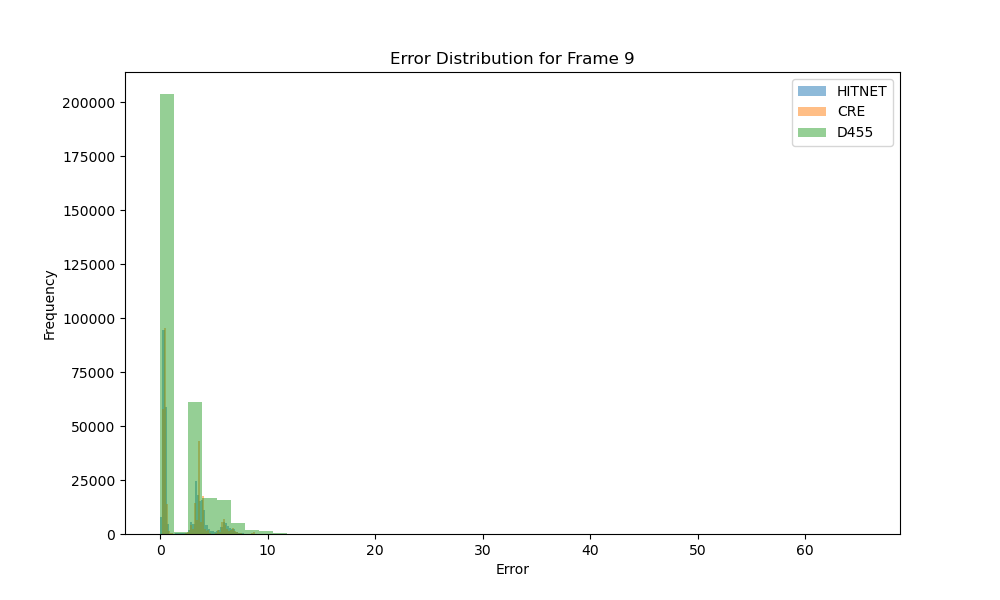 Error Distribution for Frame 9
HITNET
CRE
D455
Frequency
200000
175000
150000
125000
100000
75000
50000
25000
0
0 10 20 30 40 50 60
Error